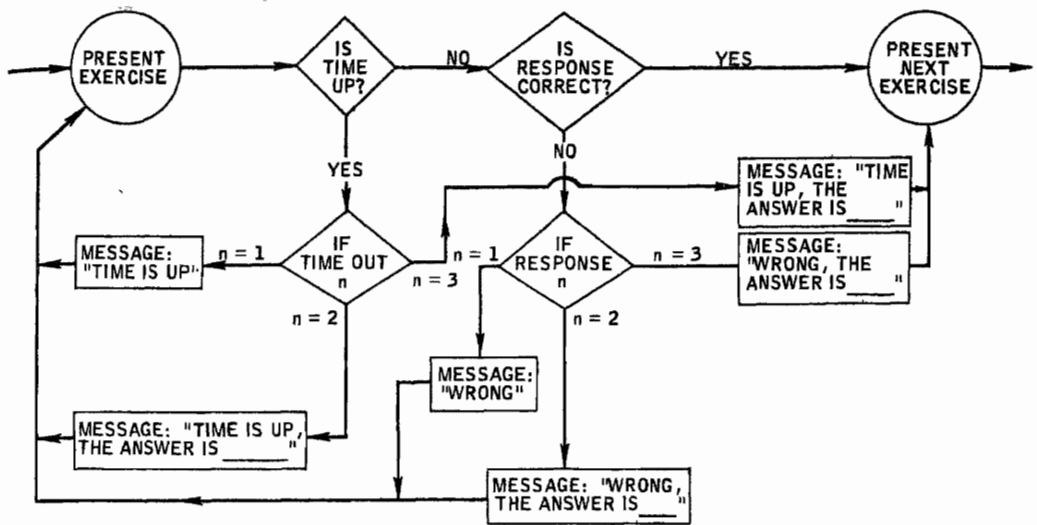 PRESENT
EXERCISE
IS
TIME
UP?
NO
IS
RESPONSE
CORRECT?
YES
PRESENT
NEXT
EXERCISE
YES
NO
MESSAGE: "TIME
IS UP, THE
ANSWER IS ____ "
MESSAGE:
"TIME IS UP"
n = 1
IF
TIME OUT
n
n = 3
n = 1
IF
RESPONSE
n
n = 3
MESSAGE:
"WRONG, THE
ANSWER IS ____ "
n = 2
n = 2
MESSAGE:
"WRONG"
MESSAGE: "TIME IS UP,
THE ANSWER IS ______ "
MESSAGE: "WRONG,
THE ANSWER IS ___ "